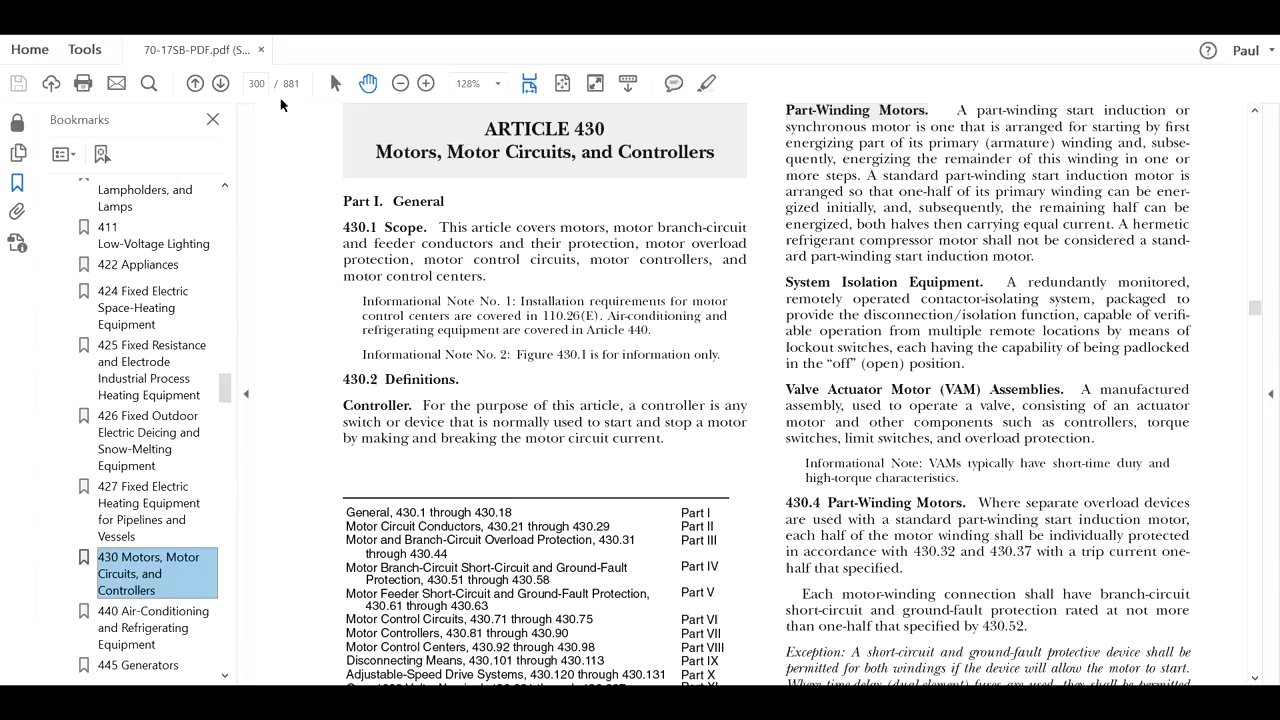 Home
Tools
70-17SB-PDF.pdf (S...
×
Paul
300 / 881
128%
Bookmarks
Lampholders, and
Lamps
411
Low-Voltage Lighting
422 Appliances
424 Fixed Electric
Space-Heating
Equipment
425 Fixed Resistance
and Electrode
Industrial Process
Heating Equipment
426 Fixed Outdoor
Electric Deicing and
Snow-Melting
Equipment
427 Fixed Electric
Heating Equipment
for Pipelines and
Vessels
430 Motors, Motor
Circuits, and
Controllers
440 Air-Conditioning
and Refrigerating
Equipment
445 Generators
ARTICLE 430
Motors, Motor Circuits, and Controllers
Part I. General
430.1 Scope. This article covers motors, motor branch-circuit
and feeder conductors and their protection, motor overload
protection, motor control circuits, motor controllers, and
motor control centers.
Informational Note No. 1: Installation requirements for motor
control centers are covered in 110.26(E). Air-conditioning and
refrigerating equipment are covered in Article 440.
Informational Note No. 2: Figure 430.1 is for information only.
430.2 Definitions.
Controller. For the purpose of this article, a controller is any
switch or device that is normally used to start and stop a motor
by making and breaking the motor circuit current.
General, 430.1 through 430.18 Part I
Motor Circuit Conductors, 430.21 through 430.29 Part II
Motor and Branch-Circuit Overload Protection, 430.31 Part III
through 430.44
Motor Branch-Circuit Short-Circuit and Ground-Fault Part IV
Protection, 430.51 through 430.58
Motor Feeder Short-Circuit and Ground-Fault Protection, Part V
430.61 through 430.63
Motor Control Circuits, 430.71 through 430.75 Part VI
Motor Controllers, 430.81 through 430.90 Part VII
Motor Control Centers, 430.92 through 430.98 Part VIII
Disconnecting Means, 430.101 through 430.113 Part IX
Adjustable-Speed Drive Systems, 430.120 through 430.131 Part X
Part-Winding Motors. A part-winding start induction or
synchronous motor is one that is arranged for starting by first
energizing part of its primary (armature) winding and, subse-
quently, energizing the remainder of this winding in one or
more steps. A standard part-winding start induction motor is
arranged so that one-half of its primary winding can be ener-
gized initially, and, subsequently, the remaining half can be
energized, both halves then carrying equal current. A hermetic
refrigerant compressor motor shall not be considered a stand-
ard part-winding start induction motor.
System Isolation Equipment. A redundantly monitored,
remotely operated contactor-isolating system, packaged to
provide the disconnection/isolation function, capable of verifi-
able operation from multiple remote locations by means of
lockout switches, each having the capability of being padlocked
in the “off” (open) position.
Valve Actuator Motor (VAM) Assemblies. A manufactured
assembly, used to operate a valve, consisting of an actuator
motor and other components such as controllers, torque
switches, limit switches, and overload protection.
Informational Note: VAMs typically have short-time duty and
high-torque characteristics.
430.4 Part-Winding Motors. Where separate overload devices
are used with a standard part-winding start induction motor,
each half of the motor winding shall be individually protected
in accordance with 430.32 and 430.37 with a trip current one-
half that specified.
Each motor-winding connection shall have branch-circuit
short-circuit and ground-fault protection rated at not more
than one-half that specified by 430.52.
Exception: A short-circuit and ground-fault protective device shall be
permitted for both windings if the device will allow the motor to start.
Where time-delay (dual-element) fuses are used, they shall be permitted